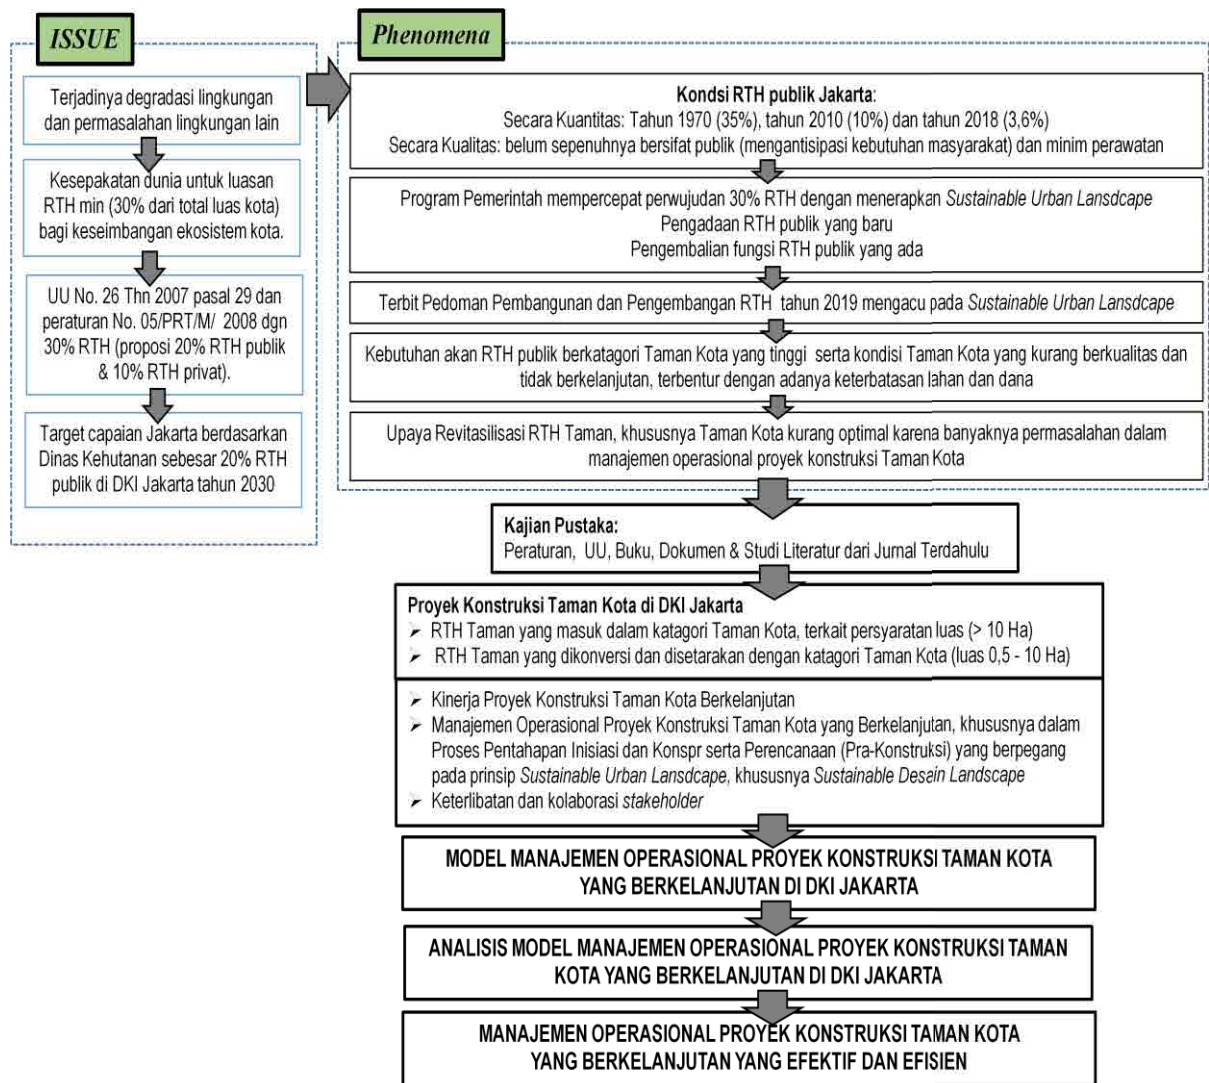 ISSUE
Terjadinya degradasi lingkungan
dan permasalahan lingkungan lain
Kesepakatan dunia untuk luasan
RTH min (30% dari total luas kota)
bagi keseimbangan ekosistem kota.
UU No. 26 Thn 2007 pasal 29 dan
peraturan No. 05/PRT/M/ 2008 dgn
30% RTH (proposi 20% RTH publik
& 10% RTH privat).
Target capaian Jakarta berdasarkan
Dinas Kehutanan sebesar 20% RTH
publik di DKI Jakarta tahun 2030
Phenomena
Kondsi RTH publik Jakarta:
Secara Kuantitas: Tahun 1970 (35%), tahun 2010 (10%) dan tahun 2018 (3,6%)
Secara Kualitas: belum sepenuhnya bersifat publik (mengantisipasi kebutuhan masyarakat) dan minim perawatan
Program Pemerintah mempercepat perwujudan 30% RTH dengan menerapkan Sustainable Urban Lansdcape
Pengadaan RTH publik yang baru
Pengembalian fungsi RTH publik yang ada
Terbit Pedoman Pembangunan dan Pengembangan RTH tahun 2019 mengacu pada Sustainable Urban Lansdcape
Kebutuhan akan RTH publik berkatagori Taman Kota yang tinggi serta kondisi Taman Kota yang kurang berkualitas dan
tidak berkelanjutan, terbentur dengan adanya keterbatasan lahan dan dana
Upaya Revitasilisasi RTH Taman, khususnya Taman Kota kurang optimal karena banyaknya permasalahan dalam
manajemen operasional proyek konstruksi Taman Kota
Kajian Pustaka:
Peraturan, UU, Buku, Dokumen & Studi Literatur dari Jurnal Terdahulu
Proyek Konstruksi Taman Kota di DKI Jakarta
➢ RTH Taman yang masuk dalam katagori Taman Kota, terkait persyaratan luas (> 10 Ha)
➢ RTH Taman yang dikonversi dan disetarakan dengan katagori Taman Kota (luas 0,5 - 10 Ha)
➢ Kinerja Proyek Konstruksi Taman Kota Berkelanjutan
➢ Manajemen Operasional Proyek Konstruksi Taman Kota yang Berkelanjutan, khususnya dalam
Proses Pentahapan Inisiasi dan Konspr serta Perencanaan (Pra-Konstruksi) yang berpegang
pada prinsip Sustainable Urban Lansdcape, khususnya Sustainable Desain Landscape
➢ Keterlibatan dan kolaborasi stakeholder
MODEL MANAJEMEN OPERASIONAL PROYEK KONSTRUKSI TAMAN KOTA
YANG BERKELANJUTAN DI DKI JAKARTA
ANALISIS MODEL MANAJEMEN OPERASIONAL PROYEK KONSTRUKSI TAMAN
KOTA YANG BERKELANJUTAN DI DKI JAKARTA
MANAJEMEN OPERASIONAL PROYEK KONSTRUKSI TAMAN KOTA
YANG BERKELANJUTAN YANG EFEKTIF DAN EFISIEN